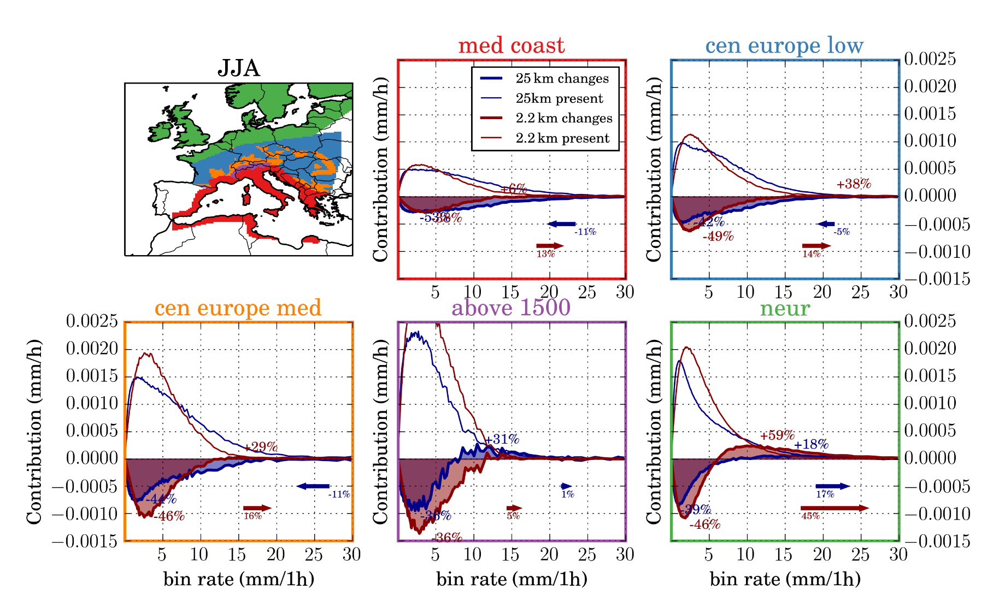 JJA
med coast
Contribution (mm/h)
25 km changes
25km present
2.2 km changes
2.2 km present
+6%
-53%
-38%
-11%
13%
5 10 15 20 25 30
cen europe low
Contribution (mm/h)
0.0025
0.0020
0.0015
0.0010
0.0005
0.0000
−0.0005
−0.0010
−0.0015
+38%
-42%
-49%
-5%
14%
5 10 15 20 25 30
cen europe med
Contribution (mm/h)
0.0025
0.0020
0.0015
0.0010
0.0005
0.0000
−0.0005
−0.0010
−0.0015
+29%
-44%
-46%
-11%
16%
5 10 15 20 25 30
bin rate (mm/1h)
above 1500
Contribution (mm/h)
+31%
-36%
-36%
1%
5%
5 10 15 20 25 30
bin rate (mm/1h)
neur
Contribution (mm/h)
0.0025
0.0020
0.0015
0.0010
0.0005
0.0000
−0.0005
−0.0010
−0.0015
+59%
+18%
-39%
-46%
17%
45%
5 10 15 20 25 30
bin rate (mm/1h)